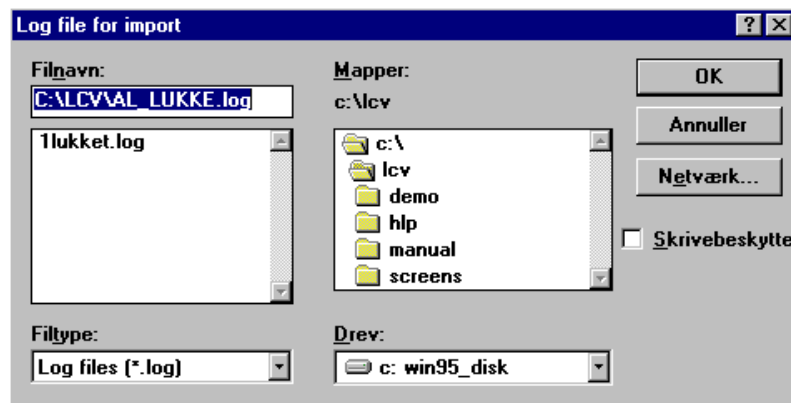 Log file for import
Filnavn:
C:\LCV\AL_LUKKE.log
1lukket.log
Filtype:
Log files (*.log)
Mapper:
c:\lcv
c:\
lcv
demo
hlp
manual
screens
Drev:
c: win95_disk
OK
Annuller
Netværk...
Skrivebeskytte